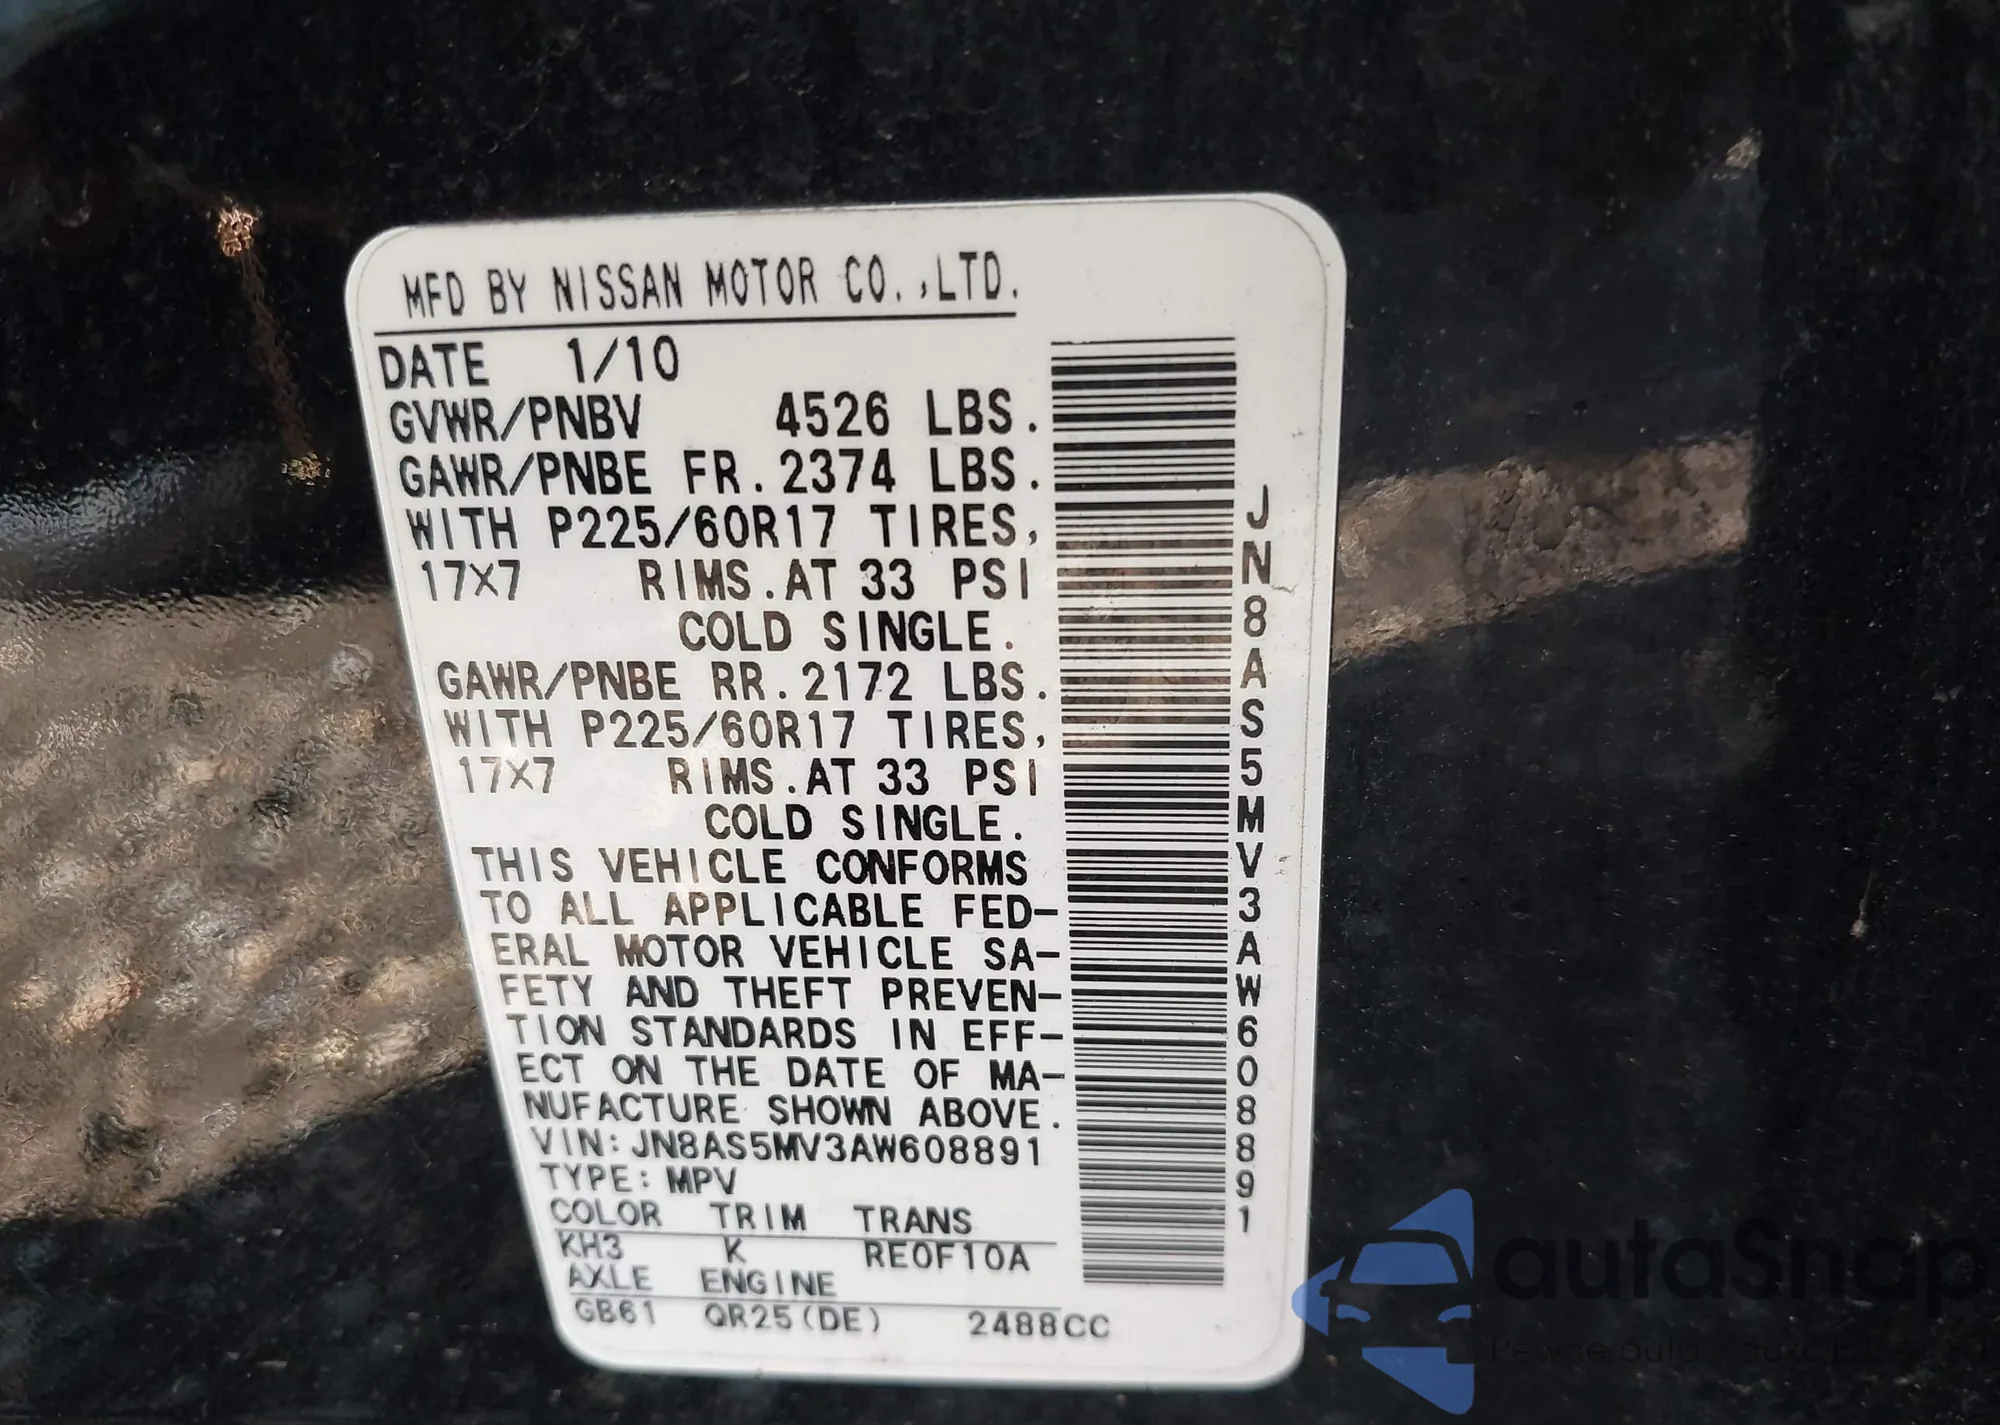 MFD BY NISSAN MOTOR CO.,LTD.
DATE 1/10
GVWR/PNBV 4526 LBS.
GAWR/PNBE FR.2374 LBS.
WITH P225/60R17 TIRES,
17X7 RIMS.AT 33 PSI
COLD SINGLE.
GAWR/PNBE RR.2172 LBS.
WITH P225/60R17 TIRES,
17X7 RIMS.AT 33 PSI
COLD SINGLE.
THIS VEHICLE CONFORMS
TO ALL APPLICABLE FED-
ERAL MOTOR VEHICLE SA-
FETY AND THEFT PREVEN-
TION STANDARDS IN EFF-
ECT ON THE DATE OF MA-
NUFACTURE SHOWN ABOVE.
VIN:JN8AS5MV3AW608891
TYPE:MPV
COLOR TRIM TRANS
KH3 K RE0F10A
AXLE ENGINE
GB61 QR25(DE) 2488CC
JN8AS5MV3AW608891
autoSnap
Pewne auta